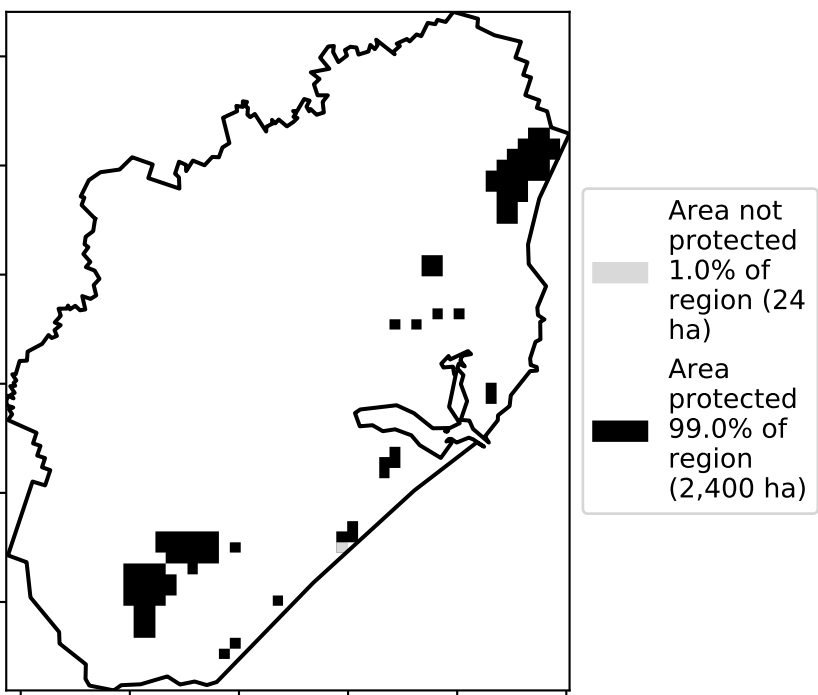 Area not
protected
1.0% of
region (24
ha)
Area
protected
99.0% of
region
(2,400 ha)